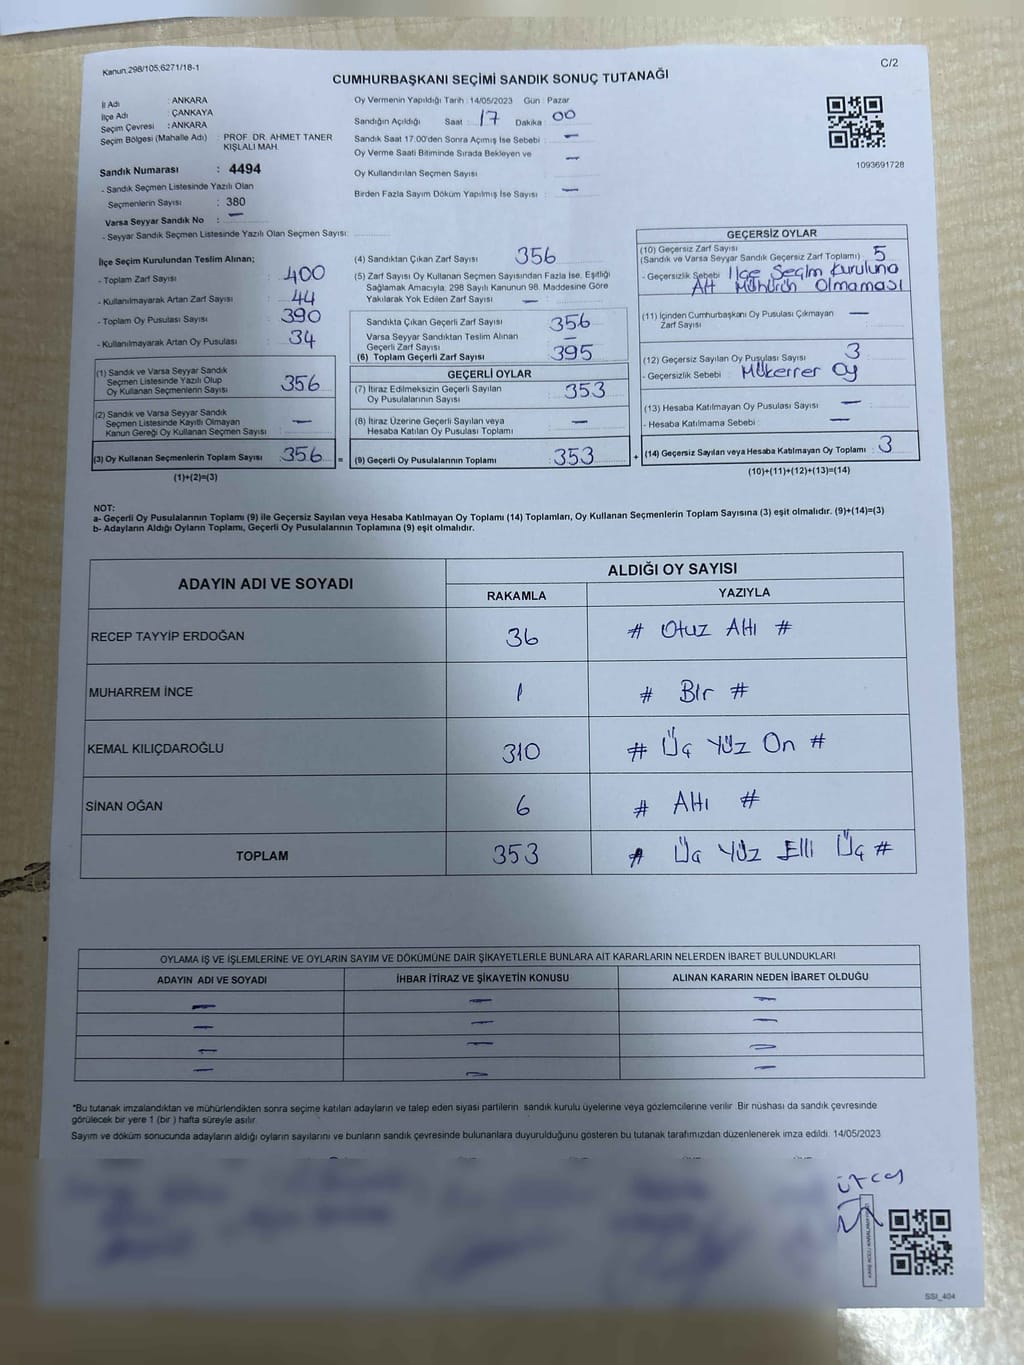 Kanun.298/105,6271/18-1
C/2
CUMHURBAŞKANI SEÇİMİ SANDIK SONUÇ TUTANAĞI
İl Adı : ANKARA
İlçe Adı : ÇANKAYA
Seçim Çevresi : ANKARA
Seçim Bölgesi (Mahalle Adı) : PROF. DR. AHMET TANER
KIŞLALI MAH.
Sandık Numarası : 4494
- Sandık Seçmen Listesinde Yazılı Olan
Seçmenlerin Sayısı : 380
Varsa Seyyar Sandık No : —
- Seyyar Sandık Seçmen Listesinde Yazılı Olan Seçmen Sayısı:
Oy Vermenin Yapıldığı Tarih : 14/05/2023 Gün : Pazar
Sandığın Açıldığı Saat : 17 Dakika : 00
Sandık Saat 17.00'den Sonra Açımış İse Sebebi : —
Oy Verme Saati Bitiminde Sırada Bekleyen ve —
Oy Kullandırılan Seçmen Sayısı
Birden Fazla Sayım Döküm Yapılmış İse Sayısı : —
1093691728
İlçe Seçim Kurulundan Teslim Alınan;
- Toplam Zarf Sayısı : 400
- Kullanılmayarak Artan Zarf Sayısı : 44
- Toplam Oy Pusulası Sayısı : 390
- Kullanılmayarak Artan Oy Pusulası : 34
(1) Sandık ve Varsa Seyyar Sandık
Seçmen Listesinde Yazılı Olup
Oy Kullanan Seçmenlerin Sayısı : 356
(2) Sandık ve Varsa Seyyar Sandık
Seçmen Listesinde Kayıtlı Olmayan
Kanun Gereği Oy Kullanan Seçmen Sayısı : —
(3) Oy Kullanan Seçmenlerin Toplam Sayısı : 356 =
(1)+(2)=(3)
(4) Sandıktan Çıkan Zarf Sayısı : 356
(5) Zarf Sayısı Oy Kullanan Seçmen Sayısından Fazla İse, Eşitliği
Sağlamak Amacıyla, 298 Sayılı Kanunun 98. Maddesine Göre
Yakılarak Yok Edilen Zarf Sayısı : —
Sandıkta Çıkan Geçerli Zarf Sayısı : 356
Varsa Seyyar Sandıktan Teslim Alınan
Geçerli Zarf Sayısı : —
(6) Toplam Geçerli Zarf Sayısı : 395
GEÇERLİ OYLAR
(7) İtiraz Edilmeksizin Geçerli Sayılan
Oy Pusulalarının Sayısı : 353
(8) İtiraz Üzerine Geçerli Sayılan veya
Hesaba Katılan Oy Pusulası Toplamı : —
(9) Geçerli Oy Pusulalarının Toplamı : 353 +
GEÇERSİZ OYLAR
(10) Geçersiz Zarf Sayısı
(Sandık ve Varsa Seyyar Sandık Geçersiz Zarf Toplamı) : 5
- Geçersizlik Sebebi : İlçe Seçim Kuruluna
Ait Mühürün Olmaması
(11) İçinden Cumhurbaşkanı Oy Pusulası Çıkmayan
Zarf Sayısı : —
(12) Geçersiz Sayılan Oy Pusulası Sayısı : 3
- Geçersizlik Sebebi : Mükerrer Oy
(13) Hesaba Katılmayan Oy Pusulası Sayısı : —
- Hesaba Katılmama Sebebi : —
(14) Geçersiz Sayılan veya Hesaba Katılmayan Oy Toplamı : 3
(10)+(11)+(12)+(13)=(14)
NOT:
a- Geçerli Oy Pusulalarının Toplamı (9) ile Geçersiz Sayılan veya Hesaba Katılmayan Oy Toplamı (14) Toplamları, Oy Kullanan Seçmenlerin Toplam Sayısına (3) eşit olmalıdır. (9)+(14)=(3)
b- Adayların Aldığı Oyların Toplamı, Geçerli Oy Pusulalarının Toplamına (9) eşit olmalıdır.
ADAYIN ADI VE SOYADI ALDIĞI OY SAYISI
RAKAMLA YAZIYLA
RECEP TAYYİP ERDOĞAN 36 # Otuz Altı #
MUHARREM İNCE 1 # Bir #
KEMAL KILIÇDAROĞLU 310 # Üç Yüz On #
SİNAN OĞAN 6 # Altı #
TOPLAM 353 # Üç Yüz Elli Üç #
OYLAMA İŞ VE İŞLEMLERİNE VE OYLARIN SAYIM VE DÖKÜMÜNE DAİR ŞİKAYETLERLE BUNLARA AİT KARARLARIN NELERDEN İBARET BULUNDUKLARI
ADAYIN ADI VE SOYADI İHBAR İTİRAZ VE ŞİKAYETİN KONUSU ALINAN KARARIN NEDEN İBARET OLDUĞU
— — —
— — —
— — —
— — —
*Bu tutanak imzalandıktan ve mühürlendikten sonra seçime katılan adayların ve talep eden siyasi partilerin sandık kurulu üyelerine veya gözlemcilerine verilir. Bir nüshası da sandık çevresinde
görülecek bir yere 1 (bir) hafta süreyle asılır.
Sayım ve döküm sonucunda adayların aldığı oyların sayılarını ve bunların sandık çevresinde bulunanlara duyurulduğunu gösteren bu tutanak tarafımızdan düzenlenerek imza edildi. 14/05/2023
SSI_404